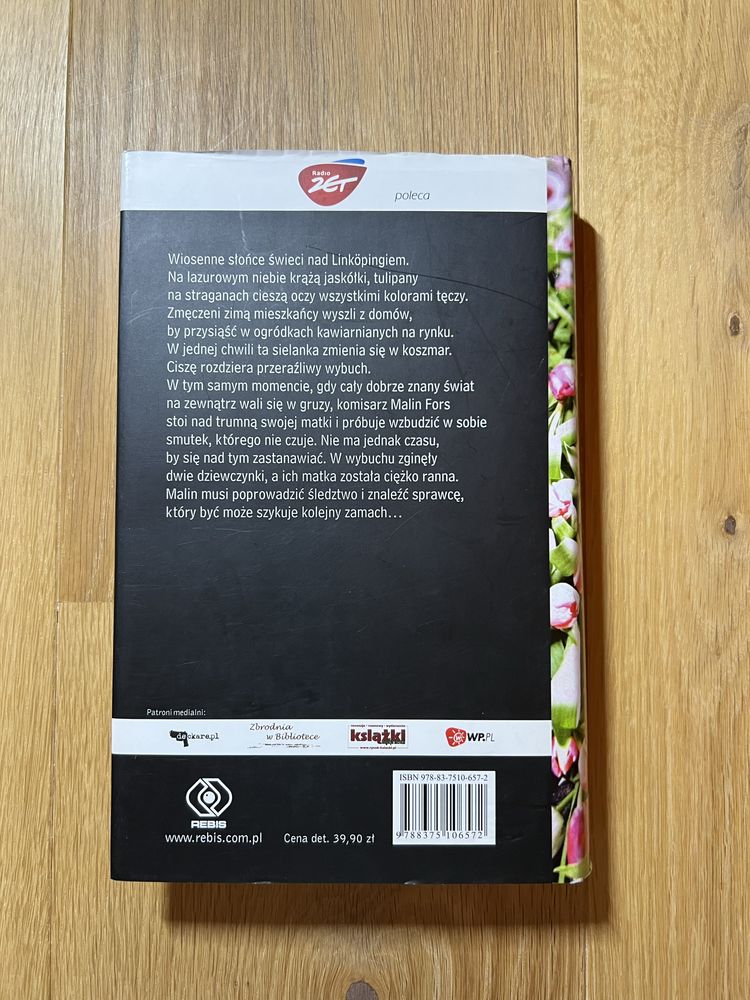 Radio
ZET
poleca
Wiosenne słońce świeci nad Linköpingiem.
Na lazurowym niebie krążą jaskółki, tulipany
na straganach cieszą oczy wszystkimi kolorami tęczy.
Zmęczeni zimą mieszkańcy wyszli z domów,
by przysiąść w ogródkach kawiarnianych na rynku.
W jednej chwili ta sielanka zmienia się w koszmar.
Ciszę rozdziera przeraźliwy wybuch.
W tym samym momencie, gdy cały dobrze znany świat
na zewnątrz wali się w gruzy, komisarz Malin Fors
stoi nad trumną swojej matki i próbuje wzbudzić w sobie
smutek, którego nie czuje. Nie ma jednak czasu,
by się nad tym zastanawiać. W wybuchu zginęły
dwie dziewczynki, a ich matka została ciężko ranna.
Malin musi poprowadzić śledztwo i znaleźć sprawcę,
który być może szykuje kolejny zamach...
Patroni medialni:
deckare.pl
Zbrodnia
w Bibliotece
książki
WP.PL
REBIS
www.rebis.com.pl
Cena det. 39,90 zł
ISBN 978-83-7510-657-2
9788375106572